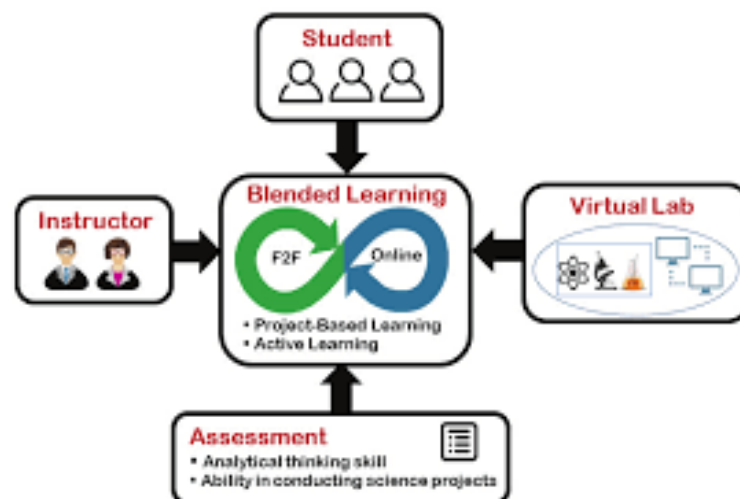 Student
Blended Learning
F2F
Online
• Project-Based Learning
• Active Learning
Instructor
Virtual Lab
Assessment
• Analytical thinking skill
• Ability in conducting science projects